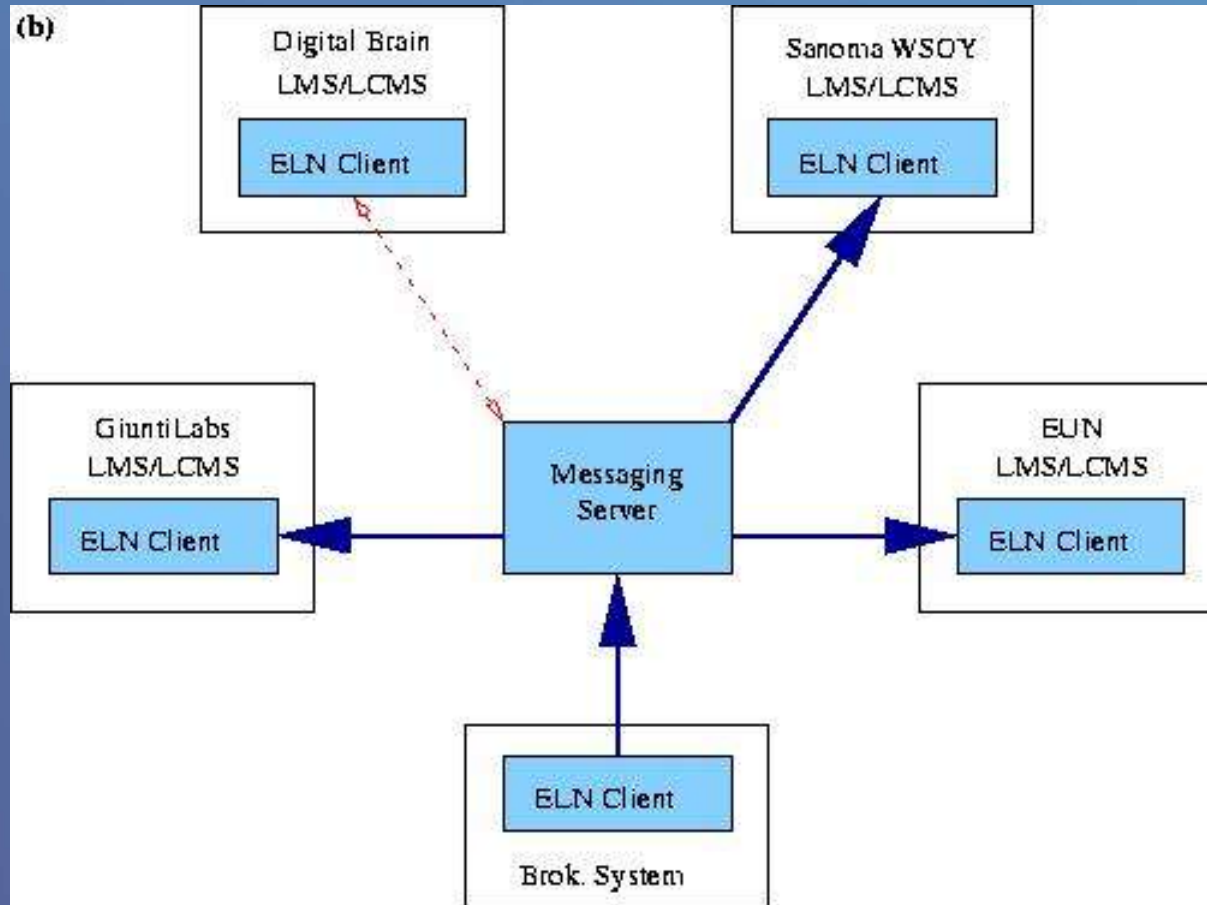 (b)
Digital Brain
LMS/LCMS
ELN Client
Sanoma WSOY
LMS/LCMS
ELN Client
GiuntiLabs
LMS/LCMS
ELN Client
Messaging
Server
EUN
LMS/LCMS
ELN Client
ELN Client
Brok. System